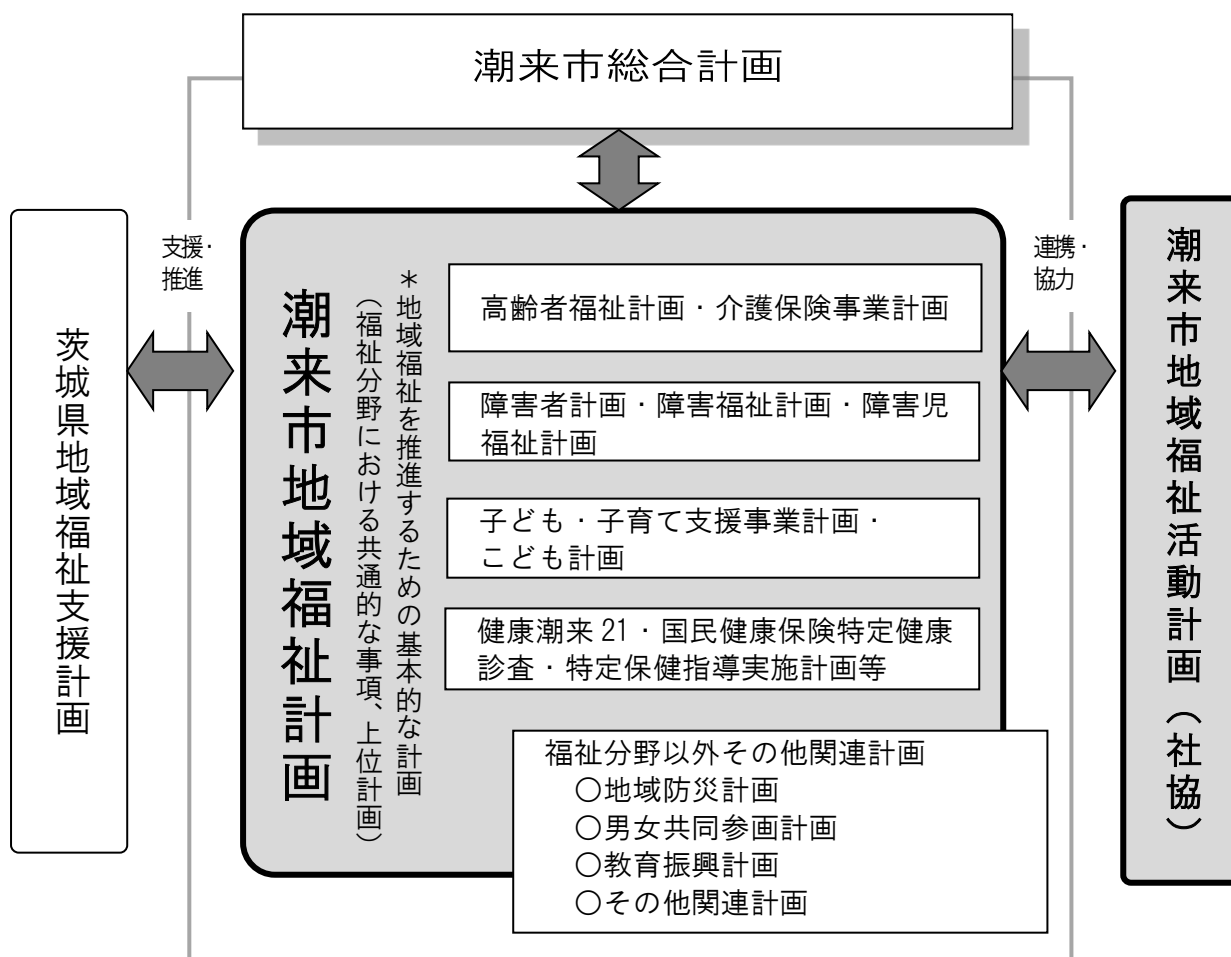 潮来市総合計画
茨城県地域福祉支援計画
支援・
推進
潮来市地域福祉計画
＊地域福祉を推進するための基本的な計画
（福祉分野における共通的な事項、上位計画）
高齢者福祉計画・介護保険事業計画
障害者計画・障害福祉計画・障害児
福祉計画
子ども・子育て支援事業計画・
こども計画
健康潮来21・国民健康保険特定健康
診査・特定保健指導実施計画等
福祉分野以外その他関連計画
○地域防災計画
○男女共同参画計画
○教育振興計画
○その他関連計画
連携・
協力
潮来市地域福祉活動計画（社協）